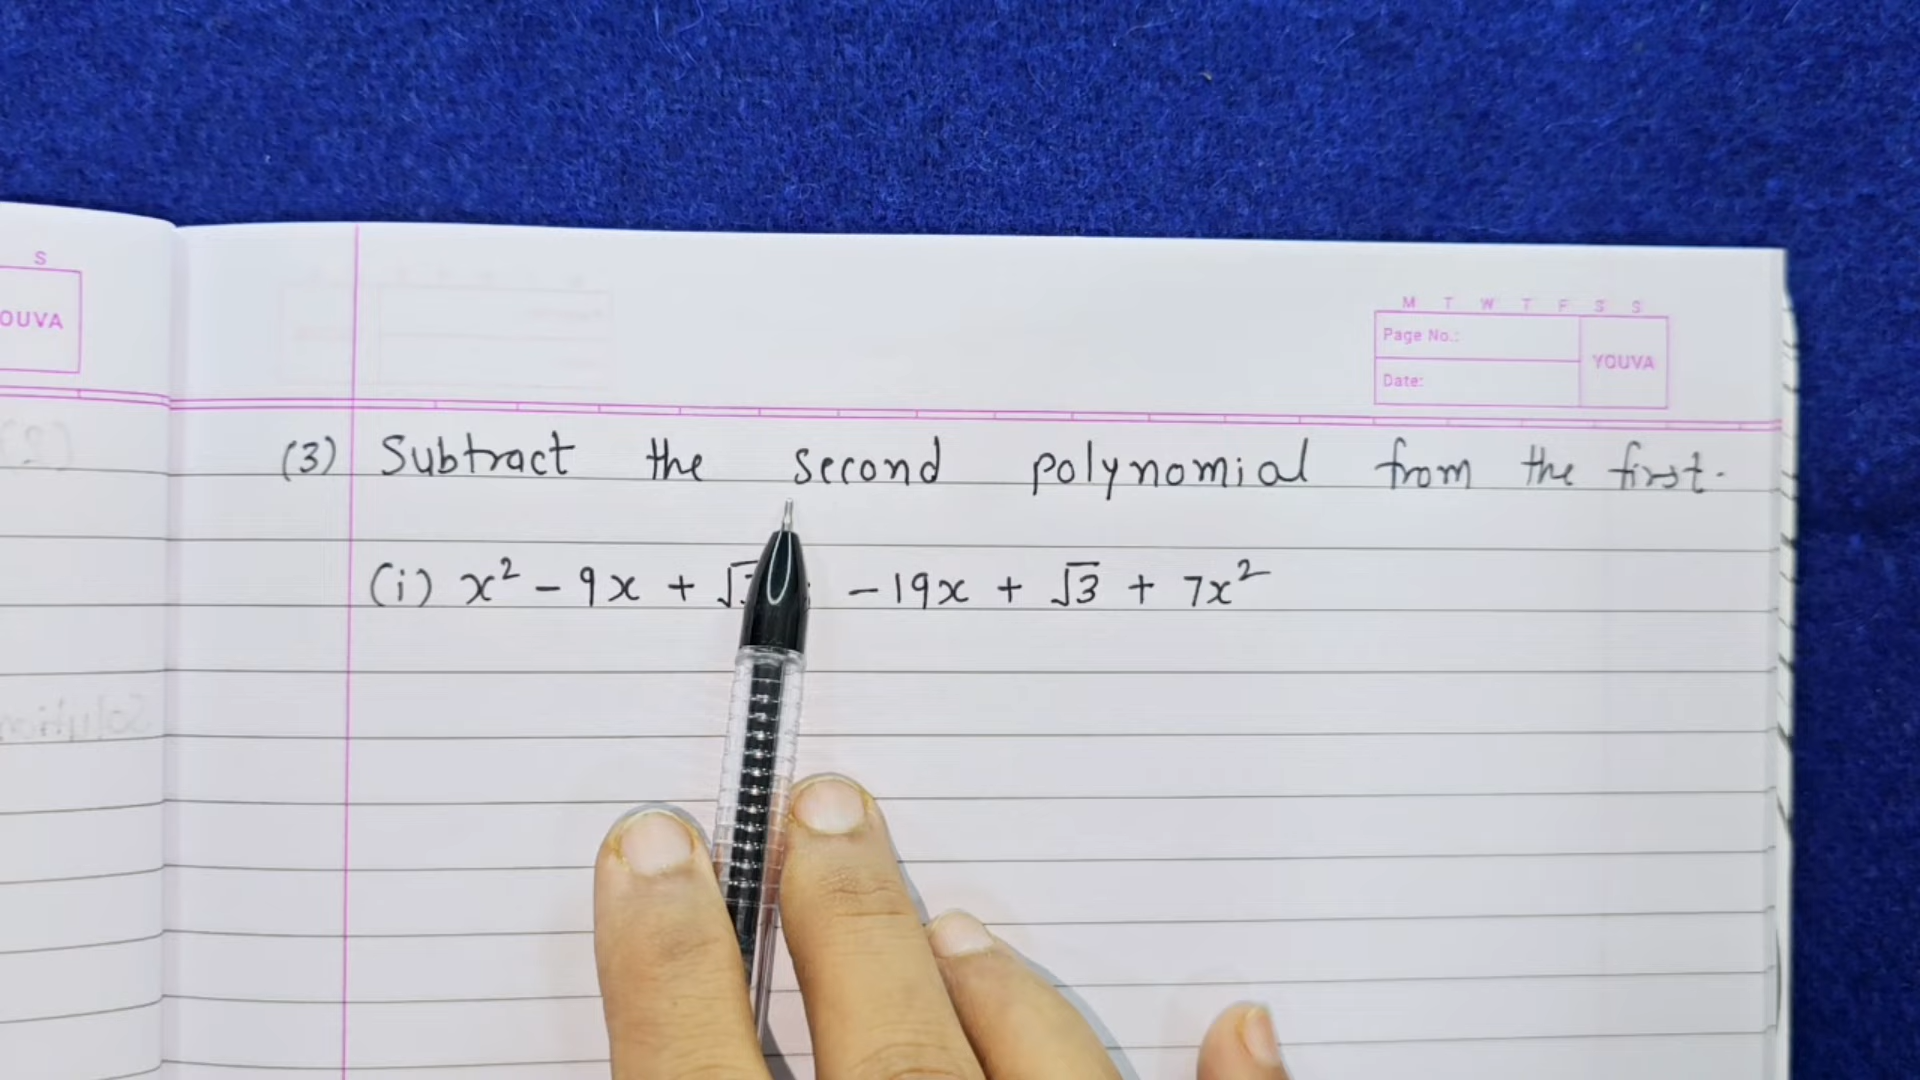 S
OUVA
M T W T F S S
Page No.:
YOUVA
Date:
(3) Subtract the second polynomial from the first.
(i) x² - 9x + √ ; - 19x + √3 + 7x²